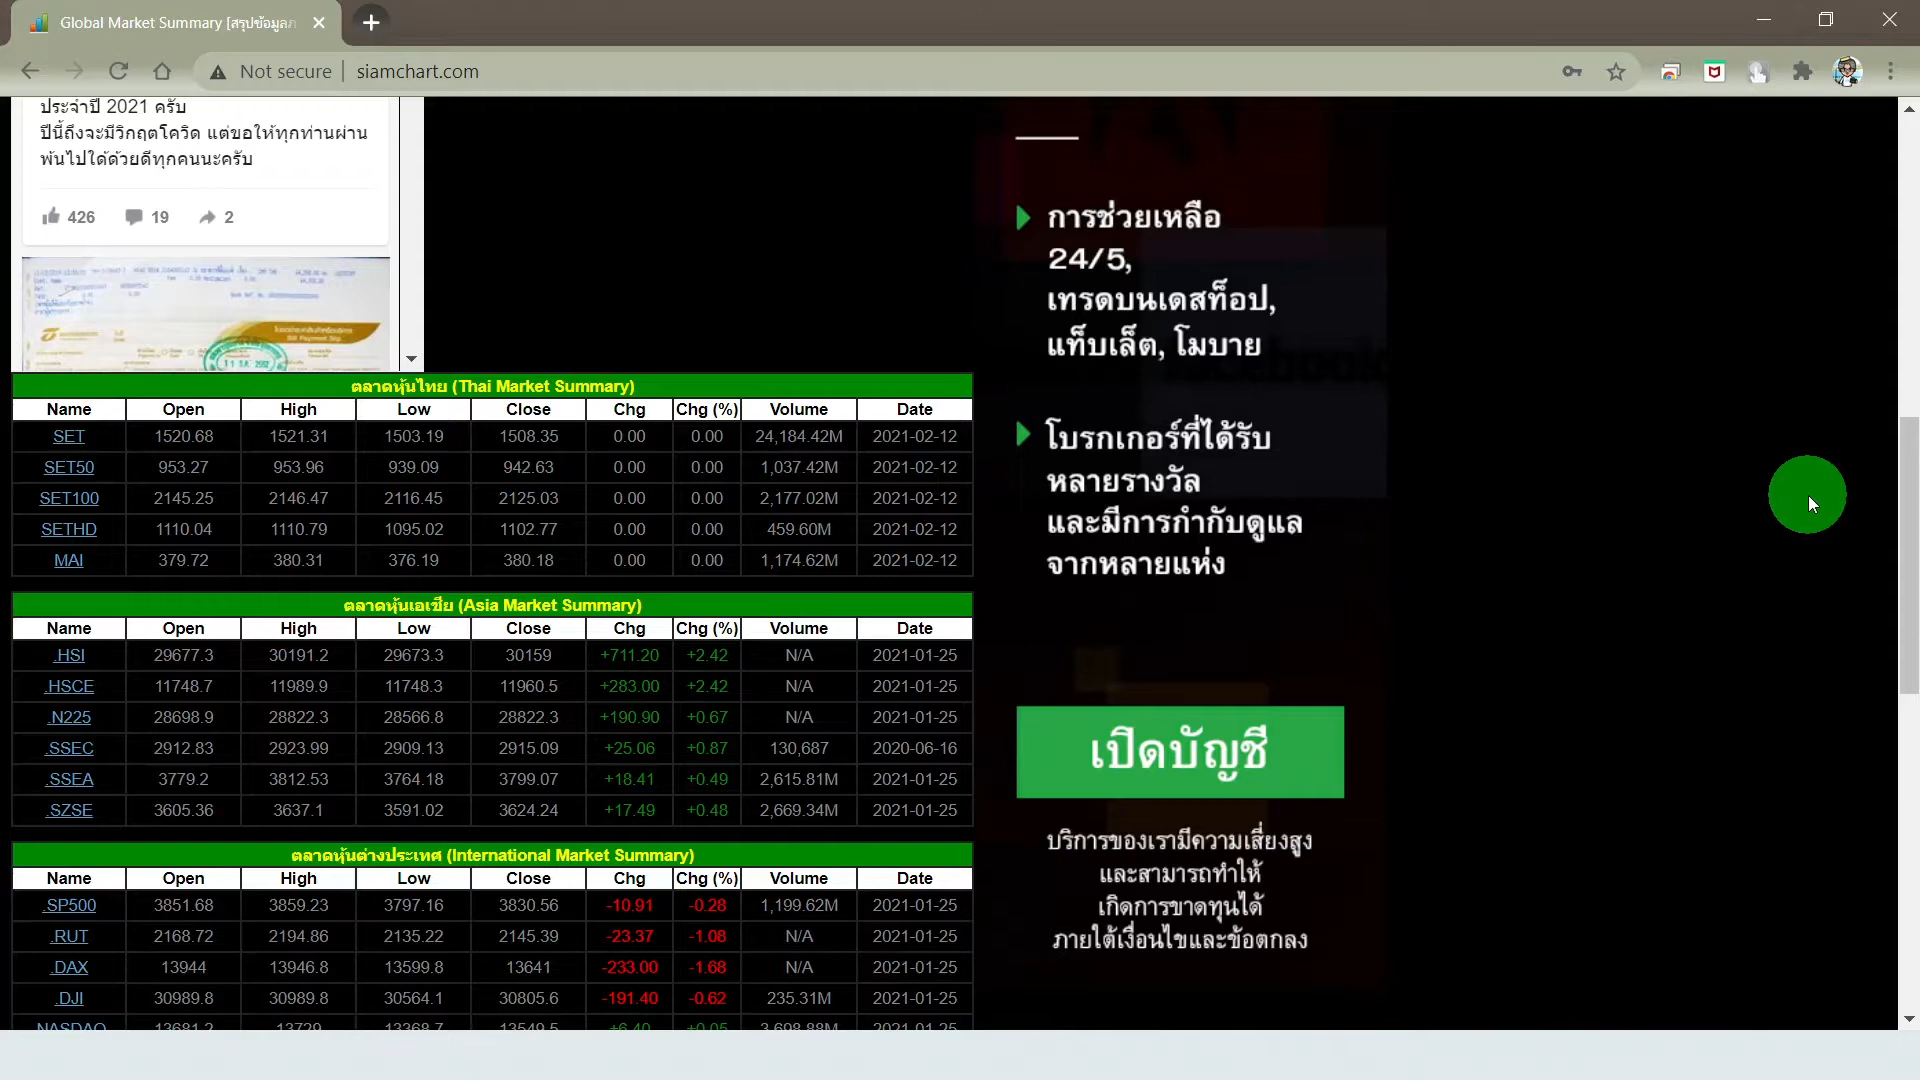 Global Market Summary [สรุปข้อมูลภ
Not secure
siamchart.com
ประจำปี 2021 ครับ
ปีนี้ถึงจะมีวิกฤตโควิด แต่ขอให้ทุกท่านผ่าน
พ้นไปได้ด้วยดีทุกคนนะครับ
426 19 2
ตลาดหุ้นไทย (Thai Market Summary)
Name Open High Low Close Chg Chg (%) Volume Date
SET 1520.68 1521.31 1503.19 1508.35 0.00 0.00 24,184.42M 2021-02-12
SET50 953.27 953.96 939.09 942.63 0.00 0.00 1,037.42M 2021-02-12
SET100 2145.25 2146.47 2116.45 2125.03 0.00 0.00 2,177.02M 2021-02-12
SETHD 1110.04 1110.79 1095.02 1102.77 0.00 0.00 459.60M 2021-02-12
MAI 379.72 380.31 376.19 380.18 0.00 0.00 1,174.62M 2021-02-12
ตลาดหุ้นเอเชีย (Asia Market Summary)
Name Open High Low Close Chg Chg (%) Volume Date
.HSI 29677.3 30191.2 29673.3 30159 +711.20 +2.42 N/A 2021-01-25
.HSCE 11748.7 11989.9 11748.3 11960.5 +283.00 +2.42 N/A 2021-01-25
.N225 28698.9 28822.3 28566.8 28822.3 +190.90 +0.67 N/A 2021-01-25
.SSEC 2912.83 2923.99 2909.13 2915.09 +25.06 +0.87 130,687 2020-06-16
.SSEA 3779.2 3812.53 3764.18 3799.07 +18.41 +0.49 2,615.81M 2021-01-25
.SZSE 3605.36 3637.1 3591.02 3624.24 +17.49 +0.48 2,669.34M 2021-01-25
ตลาดหุ้นต่างประเทศ (International Market Summary)
Name Open High Low Close Chg Chg (%) Volume Date
.SP500 3851.68 3859.23 3797.16 3830.56 -10.91 -0.28 1,199.62M 2021-01-25
.RUT 2168.72 2194.86 2135.22 2145.39 -23.37 -1.08 N/A 2021-01-25
.DAX 13944 13946.8 13599.8 13641 -233.00 -1.68 N/A 2021-01-25
.DJI 30989.8 30989.8 30564.1 30805.6 -191.40 -0.62 235.31M 2021-01-25
NASDAQ 13681.2 13729 13368.7 13549.5 +6.40 +0.05 3,698.88M 2021-01-25
การช่วยเหลือ
24/5,
เทรดบนเดสท็อป,
แท็บเล็ต, โมบาย
โบรกเกอร์ที่ได้รับ
หลายรางวัล
และมีการกำกับดูแล
จากหลายแห่ง
เปิดบัญชี
บริการของเรามีความเสี่ยงสูง
และสามารถทำให้
เกิดการขาดทุนได้
ภายใต้เงื่อนไขและข้อตกลง